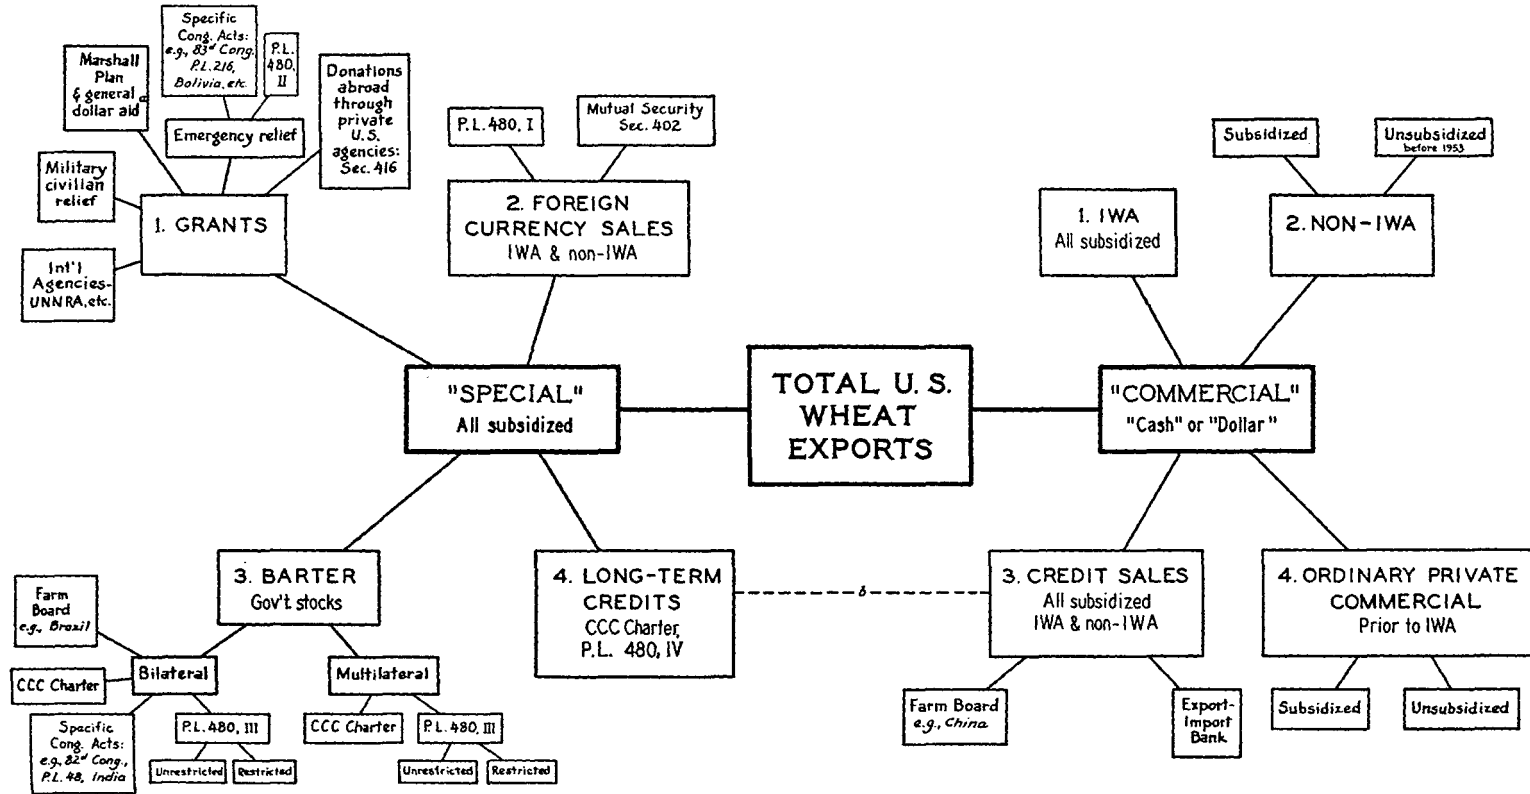 Specific
Cong. Acts:
e.g., 83d Cong.
P.L. 216,
Bolivia, etc.
P.L.
480,
II
Marshall
Plan
& general a
dollar aid
Donations
abroad
through
private
U.S.
agencies:
Sec. 416
Emergency relief
Military
civilian
relief
Int'l
Agencies-
UNNRA, etc.
1. GRANTS
P.L. 480, I
Mutual Security
Sec. 402
2. FOREIGN
CURRENCY SALES
IWA & non-IWA
Subsidized
Unsubsidized
before 1953
1. IWA
All subsidized
2. NON-IWA
"SPECIAL"
All subsidized
TOTAL U.S.
WHEAT
EXPORTS
"COMMERCIAL"
"Cash" or "Dollar"
3. BARTER
Gov't. stocks
4. LONG-TERM
CREDITS
CCC Charter,
P.L. 480, IV
b
3. CREDIT SALES
All subsidized
IWA & non-IWA
4. ORDINARY PRIVATE
COMMERCIAL
Prior to IWA
Farm
Board
e.g., Brazil
Bilateral
Multilateral
CCC Charter
Specific
Cong. Acts:
e.g., 82d Cong.,
P.L. 48, India
P.L. 480, III
Unrestricted
Restricted
CCC Charter
P.L. 480, III
Unrestricted
Restricted
Farm Board
e.g., China
Export-
Import
Bank
Subsidized
Unsubsidized